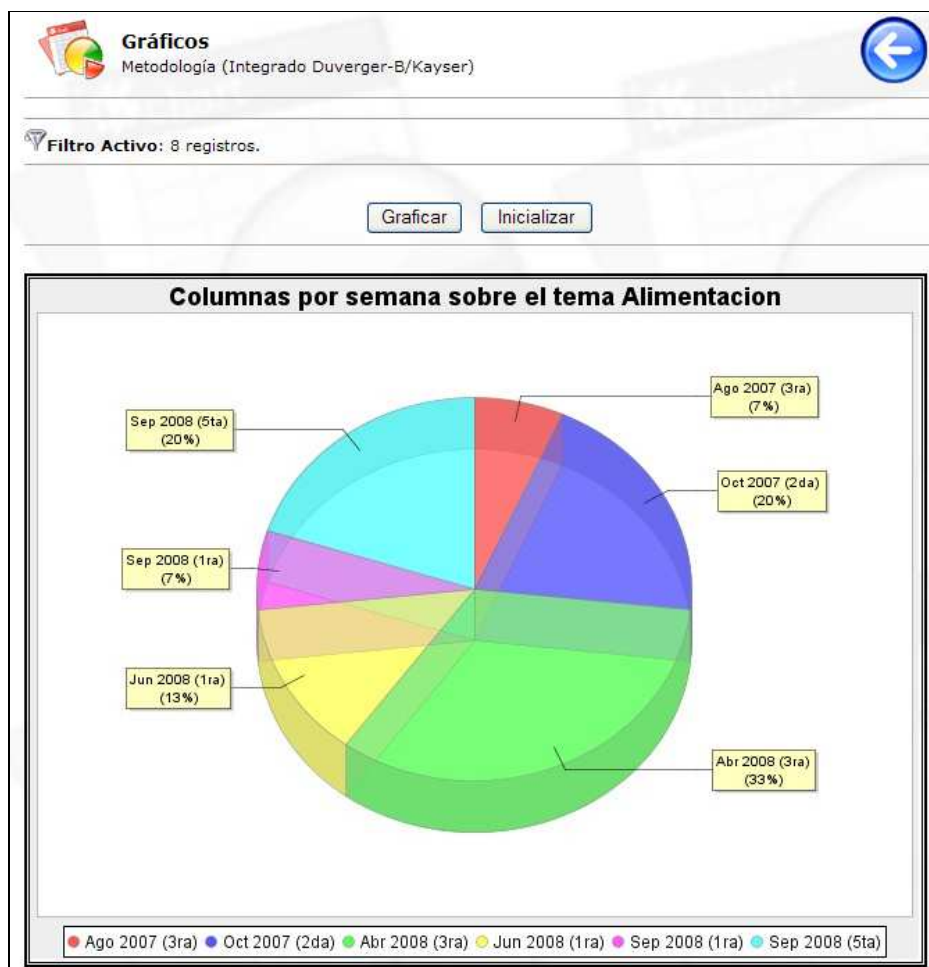 Gráficos
Metodología (Integrado Duverger-B/Kayser)
Filtro Activo: 8 registros.
Graficar Inicializar
Columnas por semana sobre el tema Alimentacion
Ago 2007 (3ra)
(7%)
Sep 2008 (5ta)
(20%)
Oct 2007 (2da)
(20%)
Sep 2008 (1ra)
(7%)
Jun 2008 (1ra)
(13%)
Abr 2008 (3ra)
(33%)
Ago 2007 (3ra) Oct 2007 (2da) Abr 2008 (3ra) Jun 2008 (1ra) Sep 2008 (1ra) Sep 2008 (5ta)